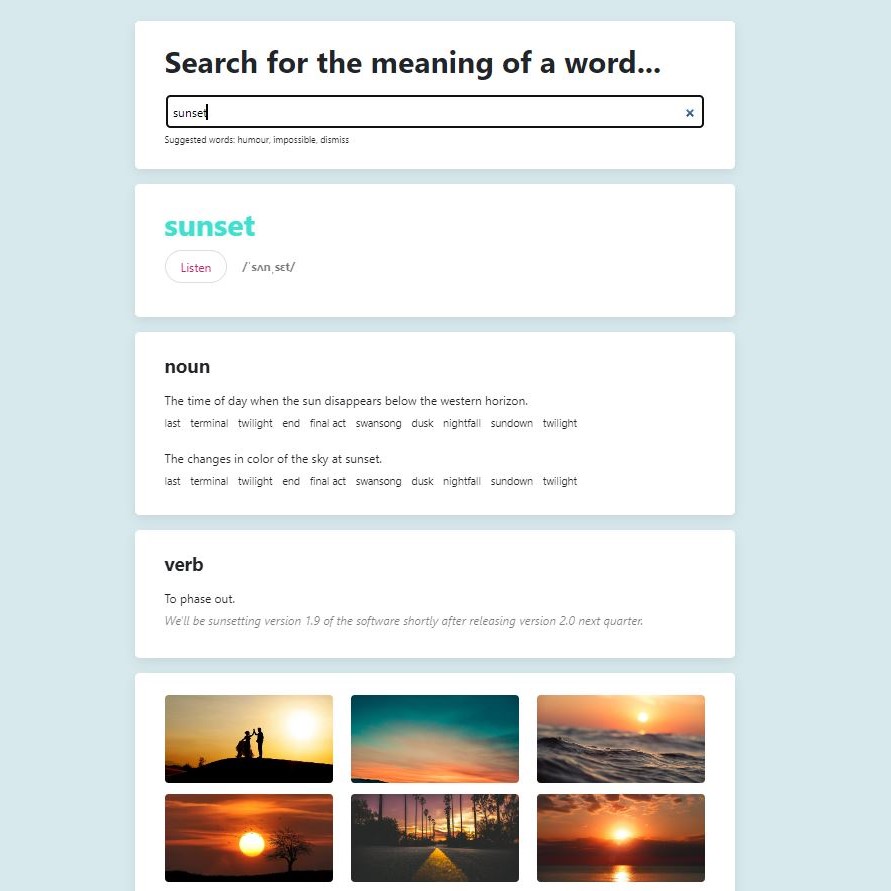 Search for the meaning of a word...
sunset
Suggested words: humour, impossible, dismiss
sunset
Listen /ˈsʌnˌsɛt/
noun
The time of day when the sun disappears below the western horizon.
last terminal twilight end final act swansong dusk nightfall sundown twilight
The changes in color of the sky at sunset.
last terminal twilight end final act swansong dusk nightfall sundown twilight
verb
To phase out.
We'll be sunsetting version 1.9 of the software shortly after releasing version 2.0 next quarter.